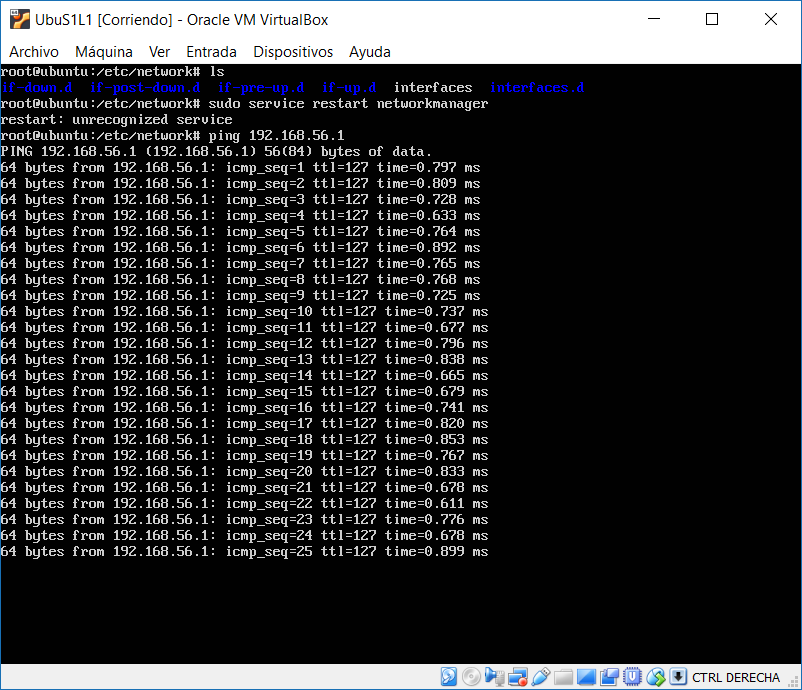 UbuS1L1 [Corriendo] - Oracle VM VirtualBox
Archivo Máquina Ver Entrada Dispositivos Ayuda
root@ubuntu:/etc/network# ls
if-down.d if-post-down.d if-pre-up.d if-up.d interfaces interfaces.d
root@ubuntu:/etc/network# sudo service restart networkmanager
restart: unrecognized service
root@ubuntu:/etc/network# ping 192.168.56.1
PING 192.168.56.1 (192.168.56.1) 56(84) bytes of data.
64 bytes from 192.168.56.1: icmp_seq=1 ttl=127 time=0.797 ms
64 bytes from 192.168.56.1: icmp_seq=2 ttl=127 time=0.809 ms
64 bytes from 192.168.56.1: icmp_seq=3 ttl=127 time=0.728 ms
64 bytes from 192.168.56.1: icmp_seq=4 ttl=127 time=0.633 ms
64 bytes from 192.168.56.1: icmp_seq=5 ttl=127 time=0.764 ms
64 bytes from 192.168.56.1: icmp_seq=6 ttl=127 time=0.892 ms
64 bytes from 192.168.56.1: icmp_seq=7 ttl=127 time=0.765 ms
64 bytes from 192.168.56.1: icmp_seq=8 ttl=127 time=0.768 ms
64 bytes from 192.168.56.1: icmp_seq=9 ttl=127 time=0.725 ms
64 bytes from 192.168.56.1: icmp_seq=10 ttl=127 time=0.737 ms
64 bytes from 192.168.56.1: icmp_seq=11 ttl=127 time=0.677 ms
64 bytes from 192.168.56.1: icmp_seq=12 ttl=127 time=0.796 ms
64 bytes from 192.168.56.1: icmp_seq=13 ttl=127 time=0.838 ms
64 bytes from 192.168.56.1: icmp_seq=14 ttl=127 time=0.665 ms
64 bytes from 192.168.56.1: icmp_seq=15 ttl=127 time=0.679 ms
64 bytes from 192.168.56.1: icmp_seq=16 ttl=127 time=0.741 ms
64 bytes from 192.168.56.1: icmp_seq=17 ttl=127 time=0.820 ms
64 bytes from 192.168.56.1: icmp_seq=18 ttl=127 time=0.853 ms
64 bytes from 192.168.56.1: icmp_seq=19 ttl=127 time=0.767 ms
64 bytes from 192.168.56.1: icmp_seq=20 ttl=127 time=0.833 ms
64 bytes from 192.168.56.1: icmp_seq=21 ttl=127 time=0.678 ms
64 bytes from 192.168.56.1: icmp_seq=22 ttl=127 time=0.611 ms
64 bytes from 192.168.56.1: icmp_seq=23 ttl=127 time=0.776 ms
64 bytes from 192.168.56.1: icmp_seq=24 ttl=127 time=0.678 ms
64 bytes from 192.168.56.1: icmp_seq=25 ttl=127 time=0.899 ms
CTRL DERECHA